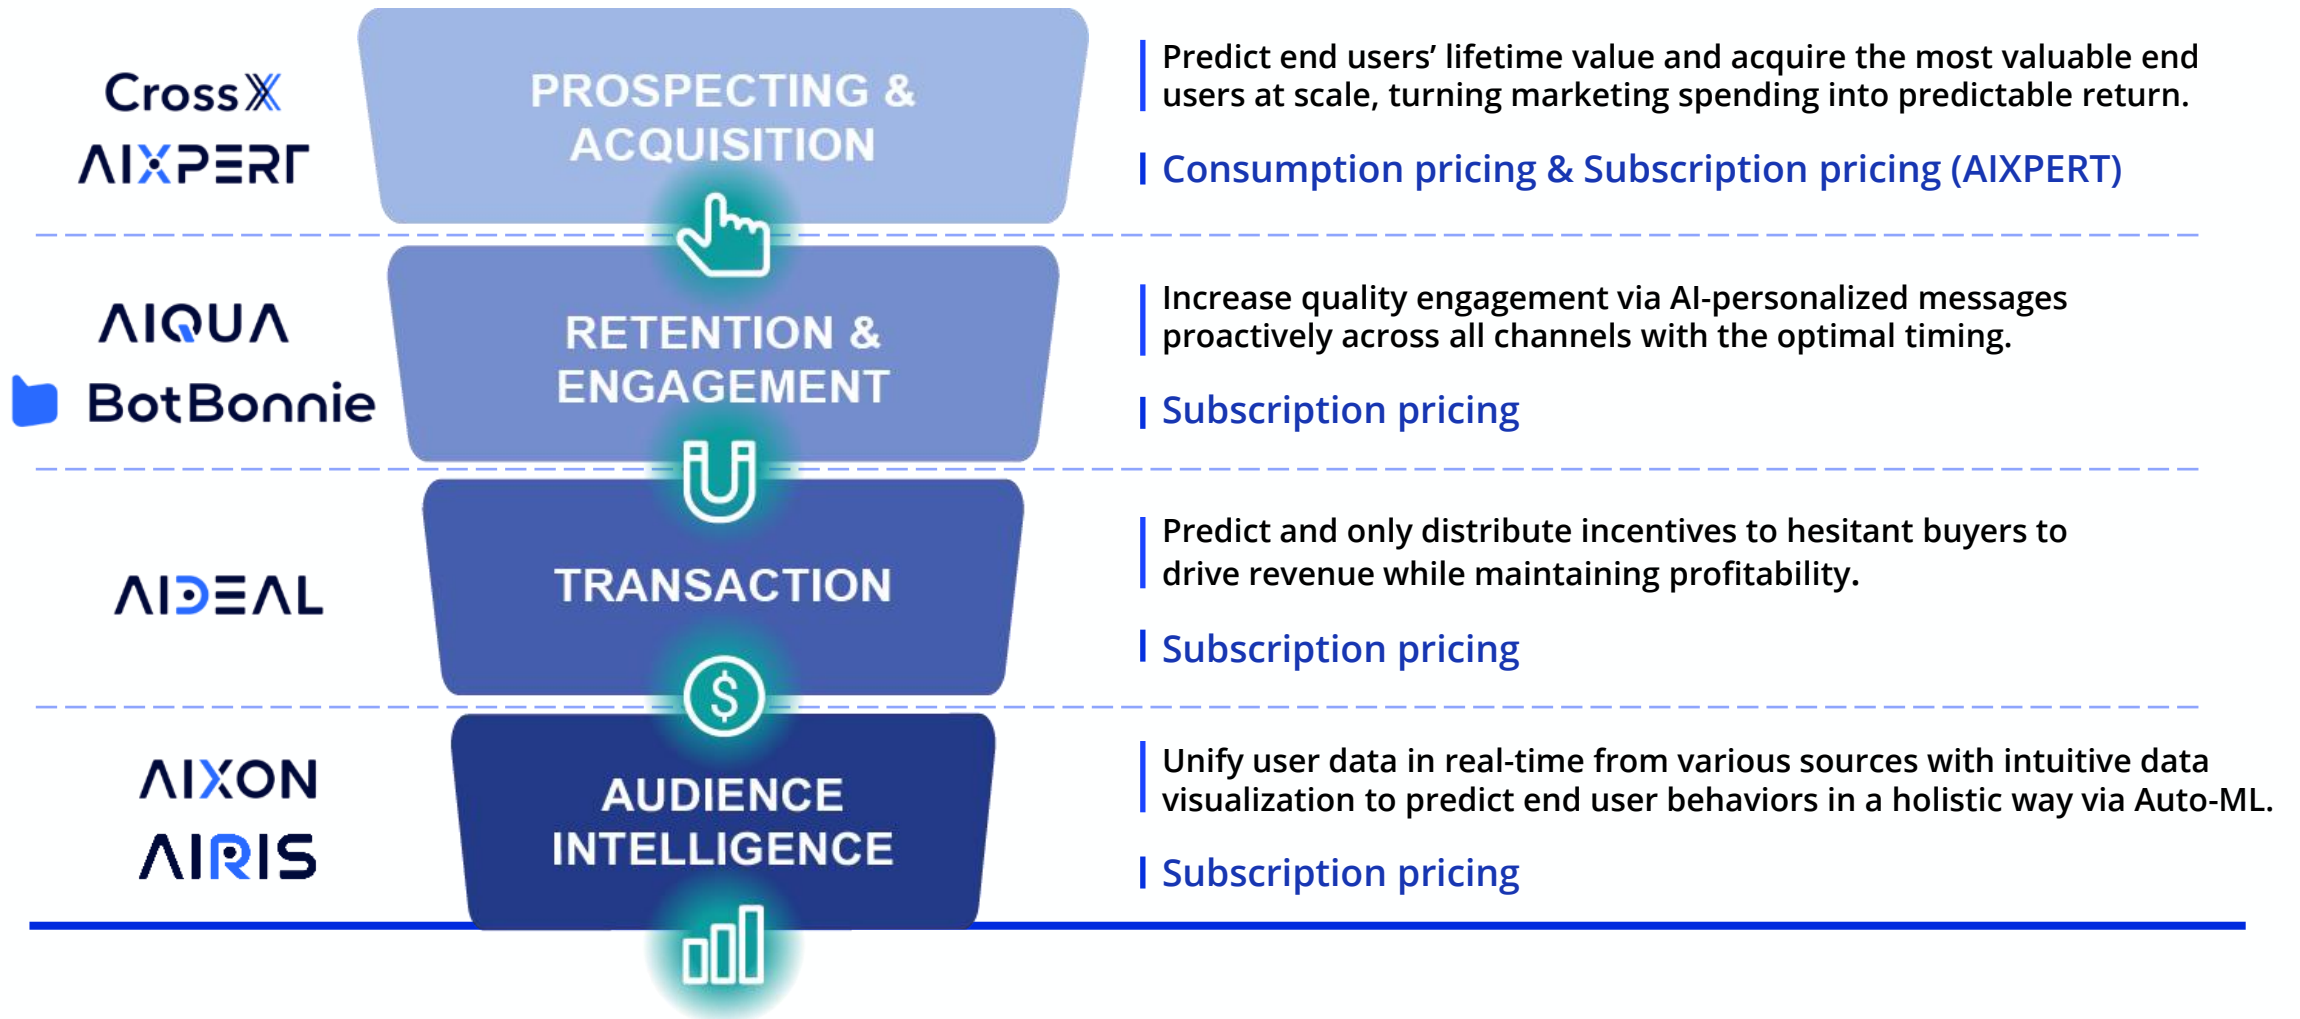 CrossX
AIXPERT
PROSPECTING &
ACQUISITION
Predict end users’ lifetime value and acquire the most valuable end
users at scale, turning marketing spending into predictable return.
Consumption pricing & Subscription pricing (AIXPERT)
AIQUA
BotBonnie
RETENTION &
ENGAGEMENT
Increase quality engagement via AI-personalized messages
proactively across all channels with the optimal timing.
Subscription pricing
AIDEAL
TRANSACTION
Predict and only distribute incentives to hesitant buyers to
drive revenue while maintaining profitability.
Subscription pricing
$
AIXON
AIRIS
AUDIENCE
INTELLIGENCE
Unify user data in real-time from various sources with intuitive data
visualization to predict end user behaviors in a holistic way via Auto-ML.
Subscription pricing